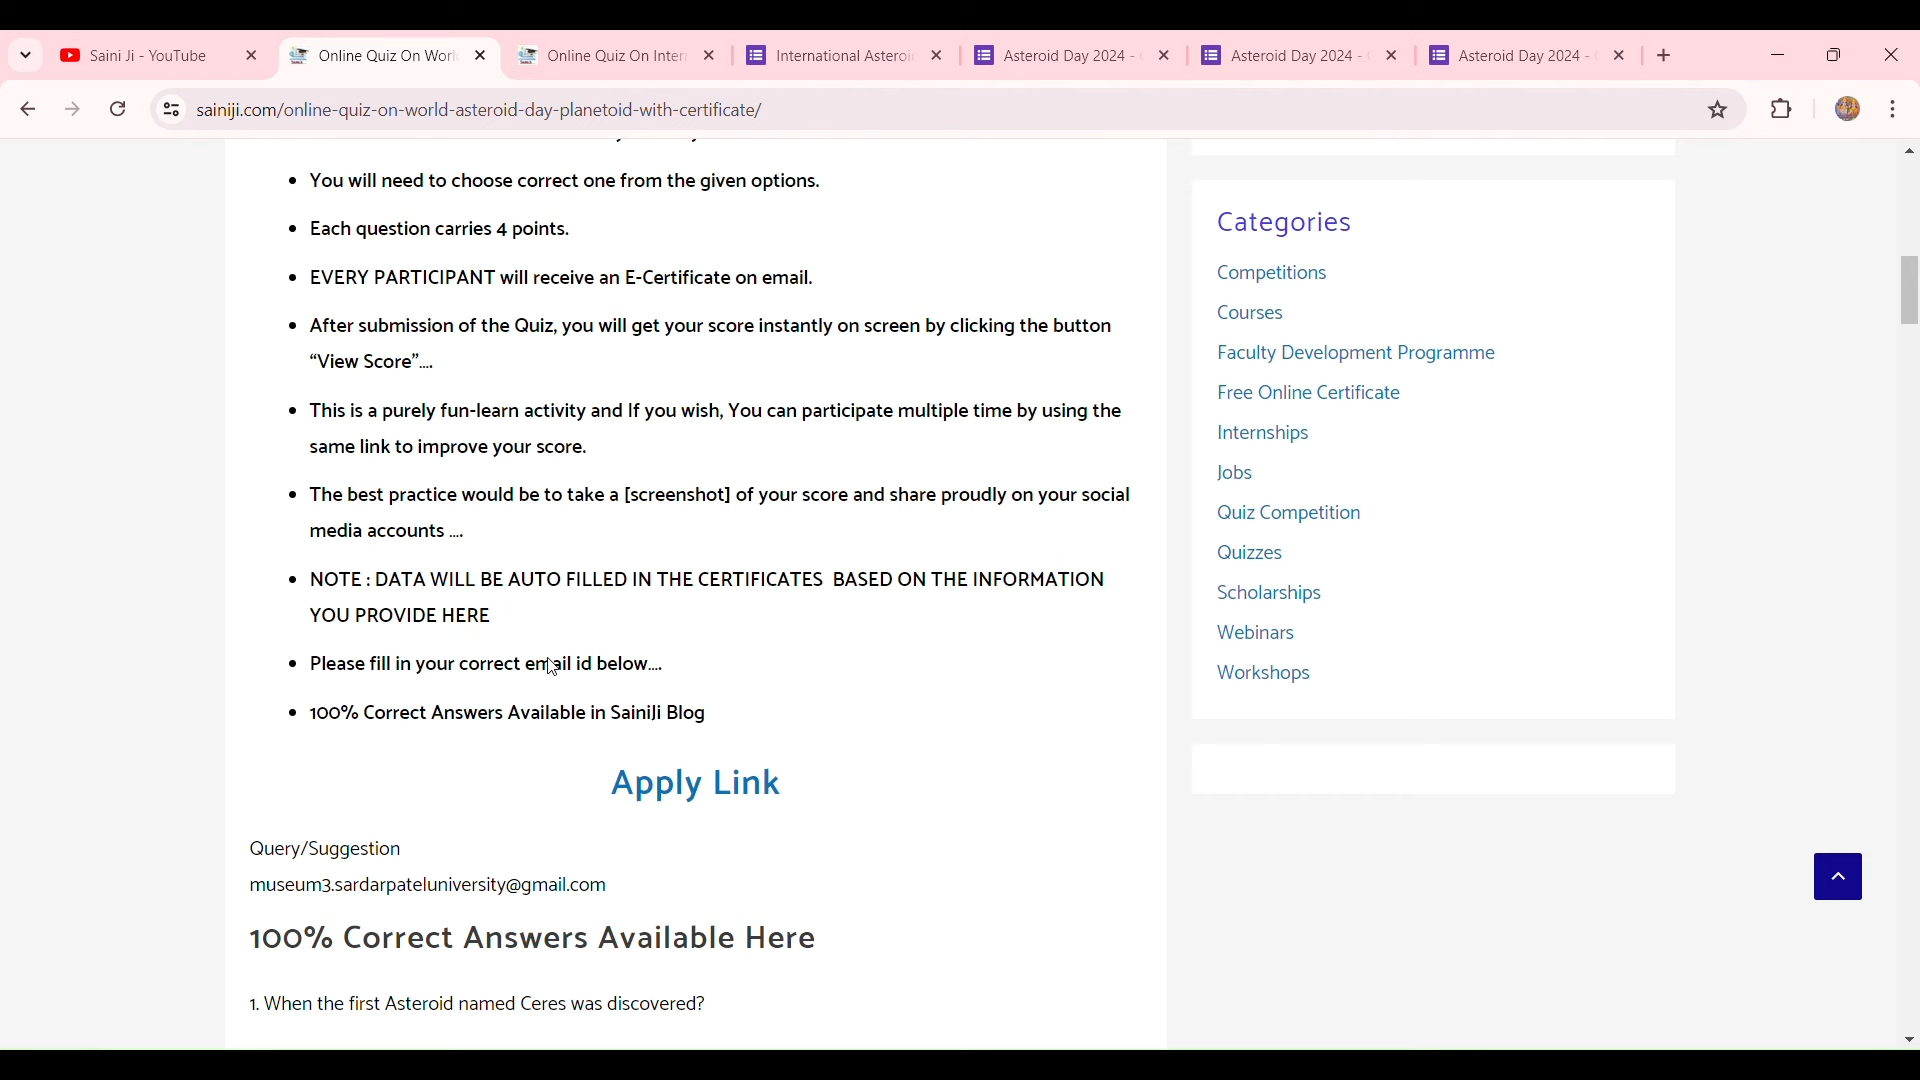 Saini Ji - YouTube
Online Quiz On Worl
Online Quiz On Inter
International Asteroi
Asteroid Day 2024 -
Asteroid Day 2024 -
Asteroid Day 2024 -
sainiji.com/online-quiz-on-world-asteroid-day-planetoid-with-certificate/
• You will need to choose correct one from the given options.
• Each question carries 4 points.
• EVERY PARTICIPANT will receive an E-Certificate on email.
• After submission of the Quiz, you will get your score instantly on screen by clicking the button
“View Score”....
• This is a purely fun-learn activity and If you wish, You can participate multiple time by using the
same link to improve your score.
• The best practice would be to take a [screenshot] of your score and share proudly on your social
media accounts ....
• NOTE : DATA WILL BE AUTO FILLED IN THE CERTIFICATES BASED ON THE INFORMATION
YOU PROVIDE HERE
• Please fill in your correct email id below....
• 100% Correct Answers Available in SainiJi Blog
Apply Link
Query/Suggestion
museum3.sardarpateluniversity@gmail.com
100% Correct Answers Available Here
1. When the first Asteroid named Ceres was discovered?
Categories
Competitions
Courses
Faculty Development Programme
Free Online Certificate
Internships
Jobs
Quiz Competition
Quizzes
Scholarships
Webinars
Workshops